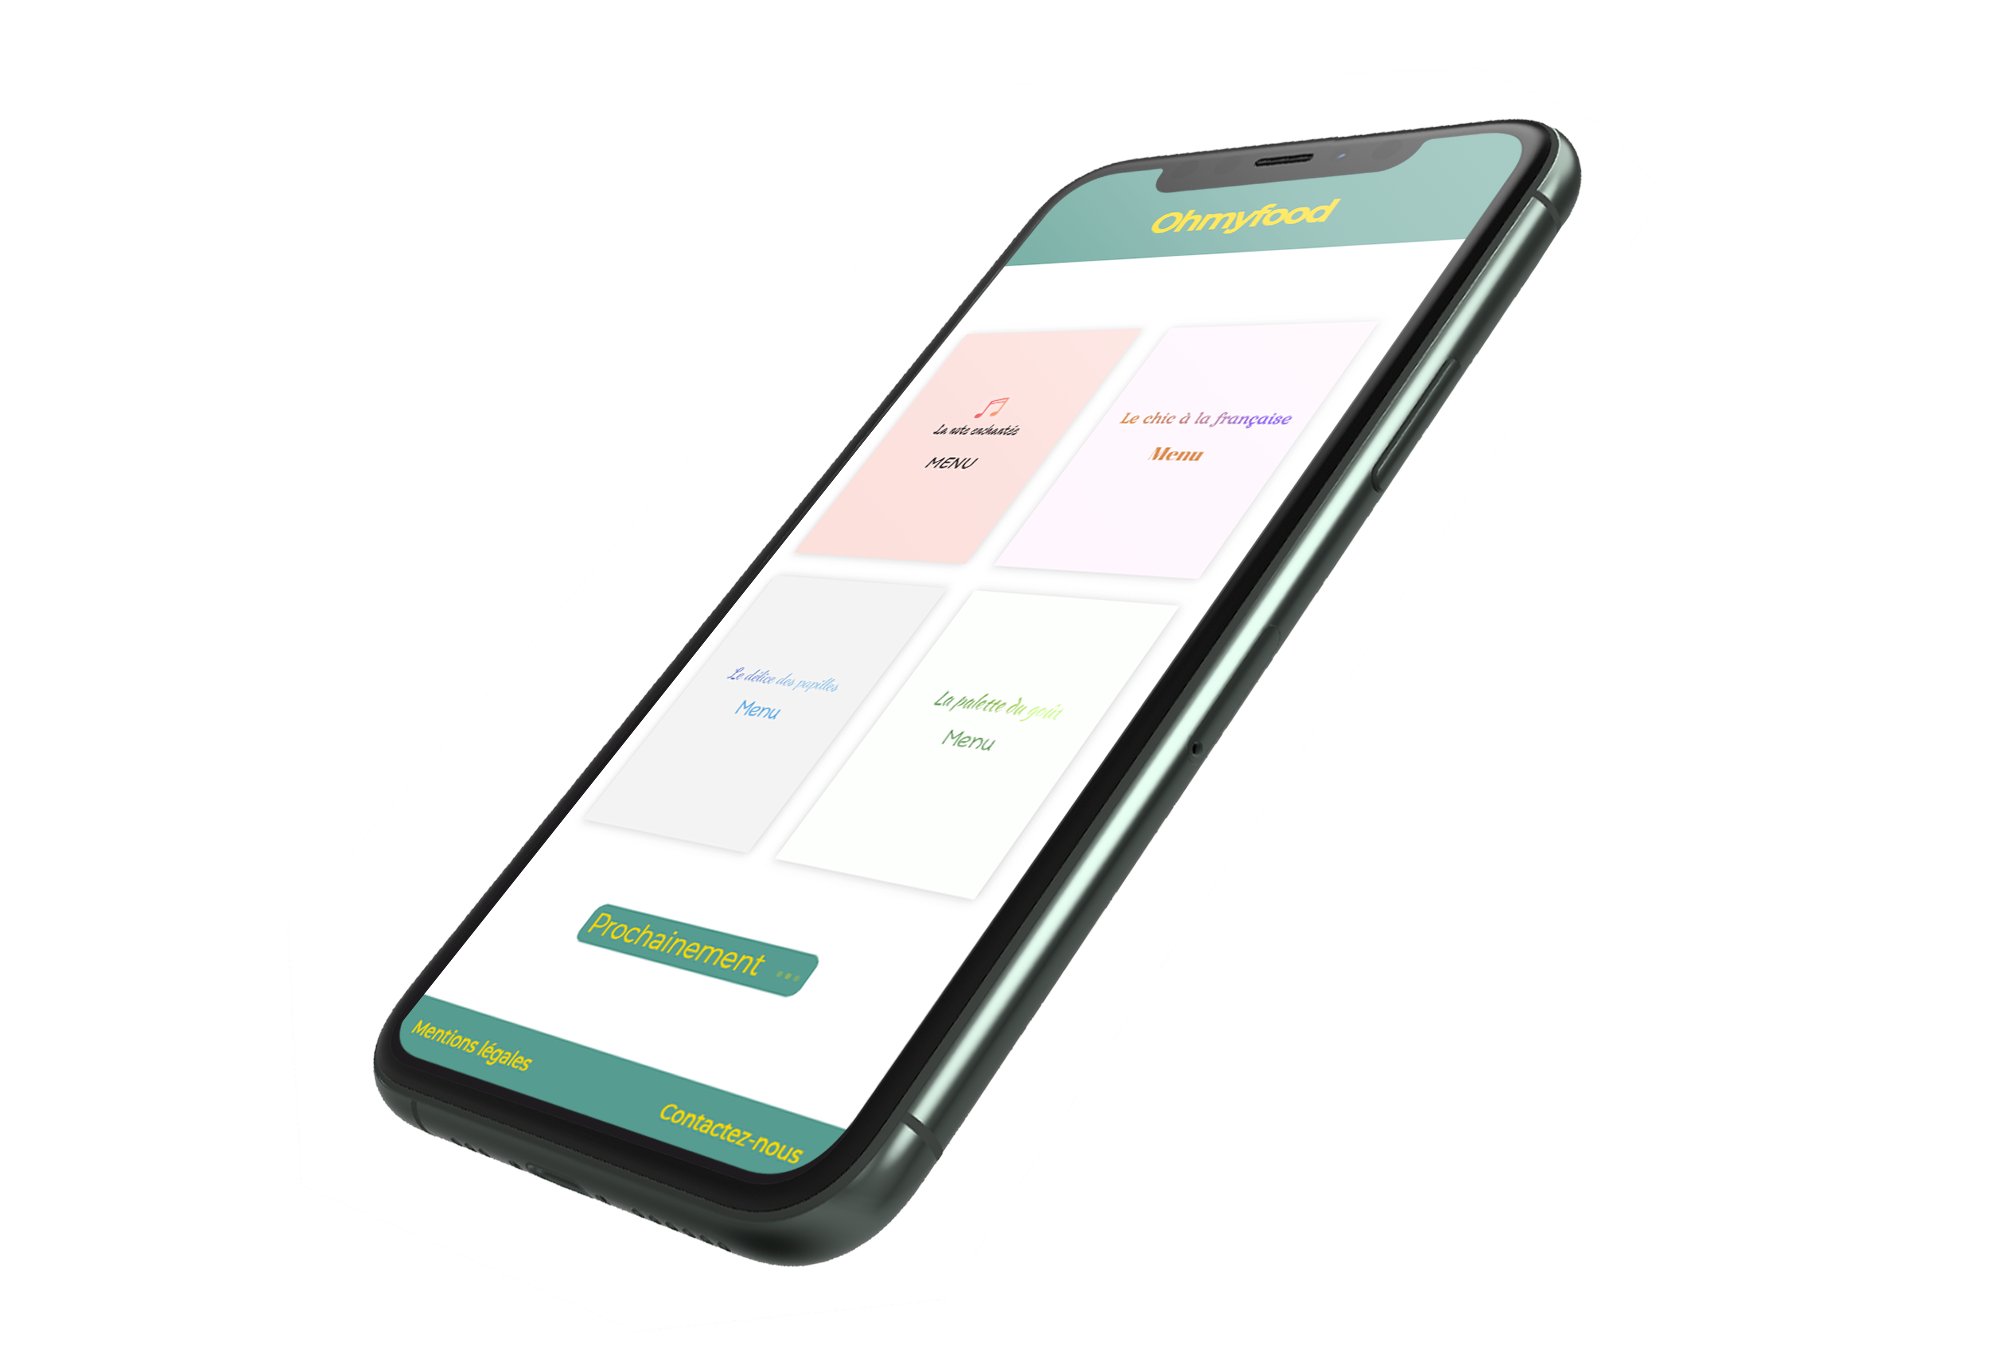 Ohmyfood
La note enchantée
MENU
Le chic à la française
Menu
Le délice des papilles
Menu
La palette du goût
Menu
Prochainement ...
Mentions légales
Contactez-nous